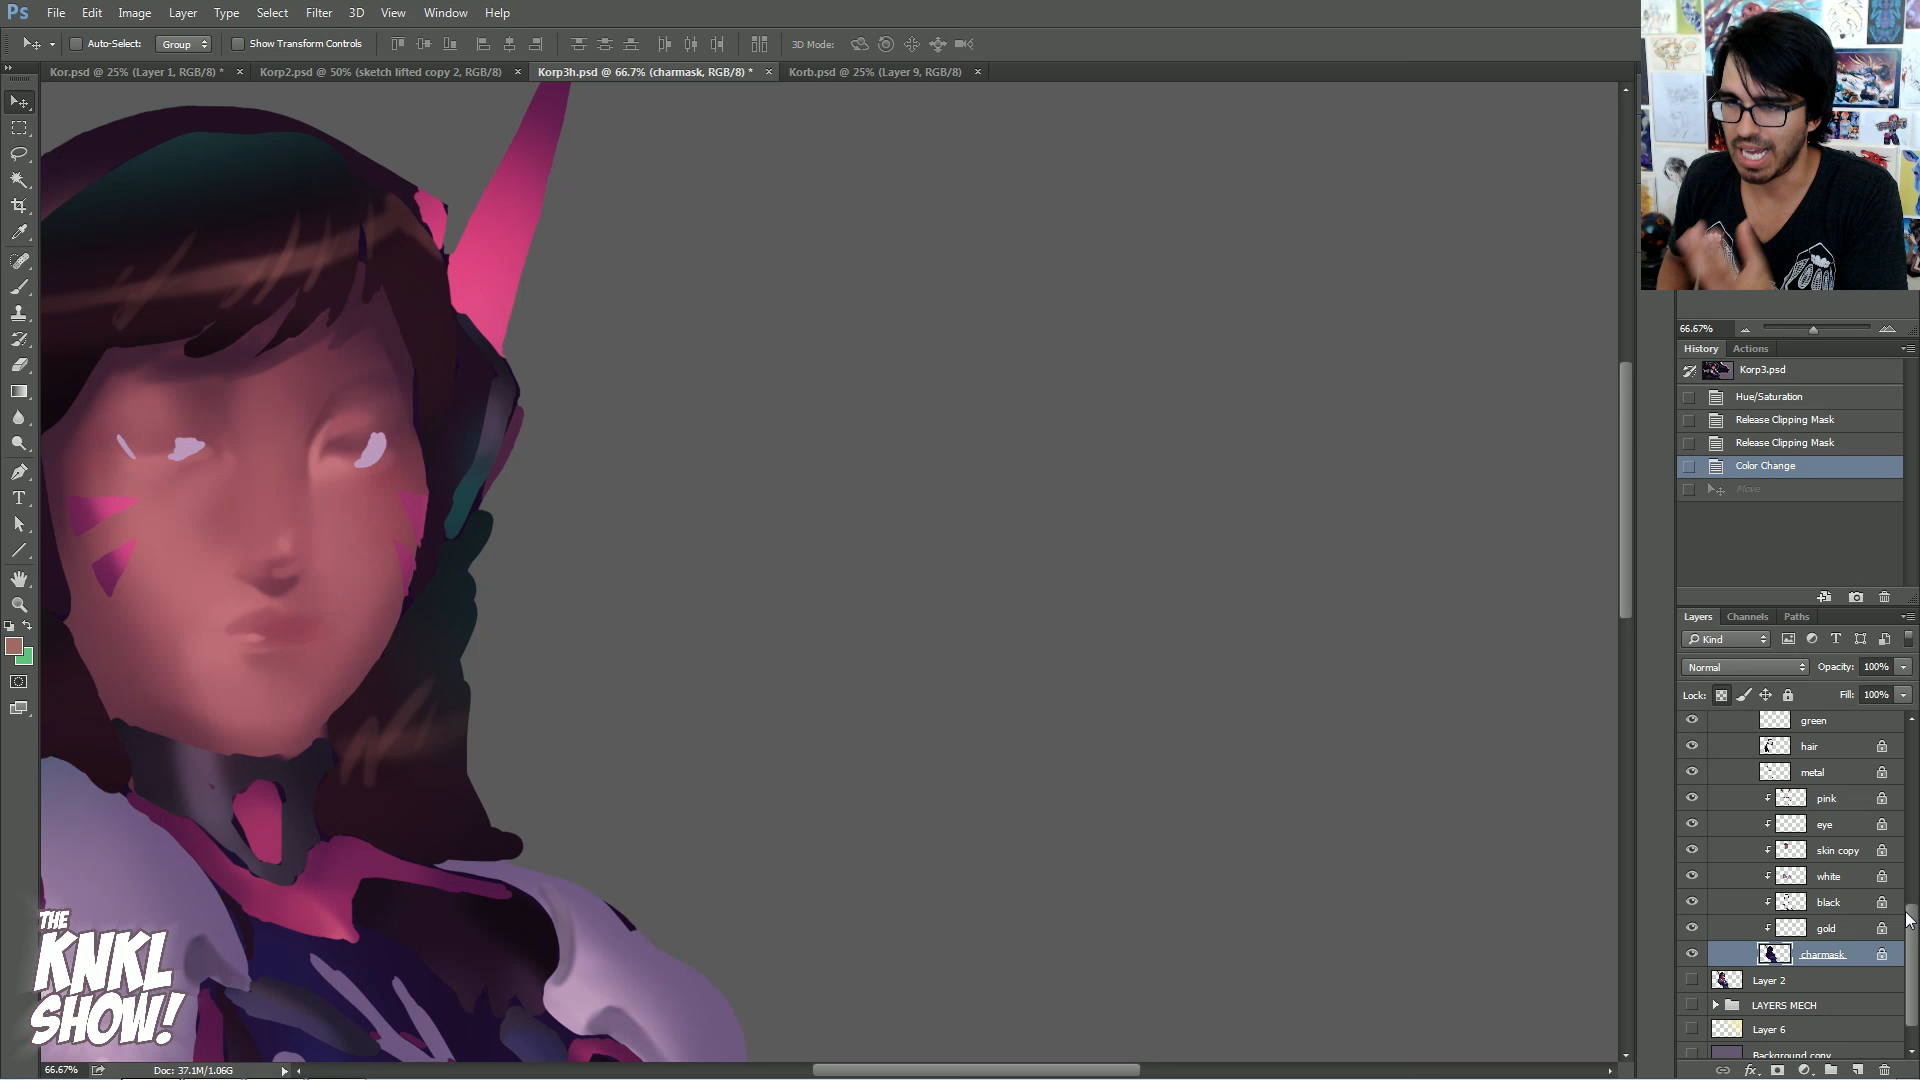 Ps File Edit Image Layer Type Select Filter 3D View Window Help
Auto-Select: Group Show Transform Controls 3D Mode:
Kor.psd @ 25% (Layer 1, RGB/8) * × Korp2.psd @ 50% (sketch lifted copy 2, RGB/8) × Korp3h.psd @ 66.7% (charmask, RGB/8) * × Korb.psd @ 25% (Layer 9, RGB/8) ×
66.67%
History Actions
Korp3.psd
Hue/Saturation
Release Clipping Mask
Release Clipping Mask
Color Change
Move
Layers Channels Paths
Kind
Normal Opacity: 100%
Lock: Fill: 100%
green
hair
metal
pink
eye
skin copy
white
black
gold
charmask
Layer 2
LAYERS MECH
Layer 6
Background copy
THE
KNKL
SHOW!
66.67% Doc: 37.1M/1.06G